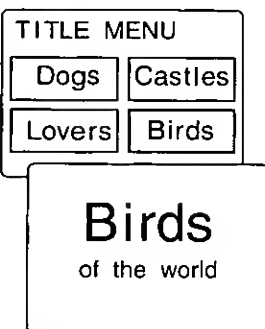 TITLE MENU
Dogs Castles
Lovers Birds
Birds
of the world